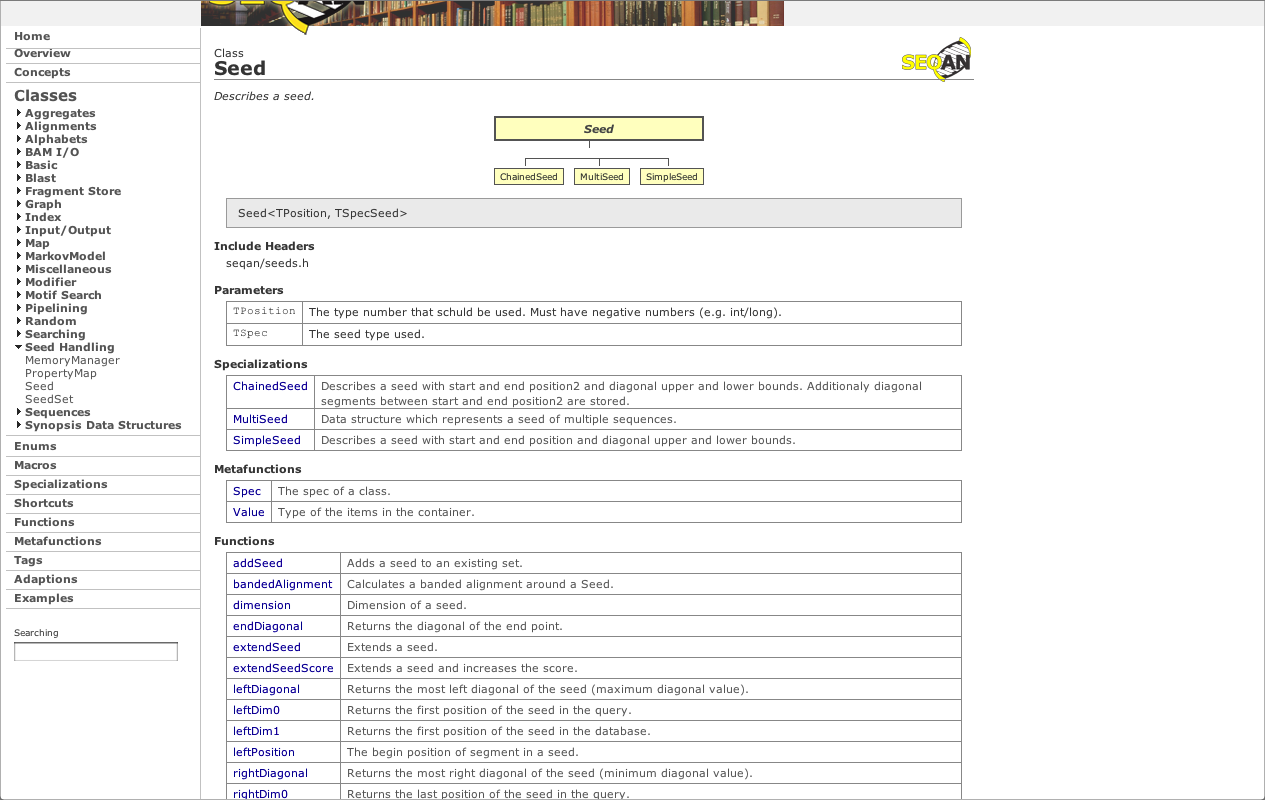 Home
Overview
Concepts
Classes
Aggregates
Alignments
Alphabets
BAM I/O
Basic
Blast
Fragment Store
Graph
Index
Input/Output
Map
MarkovModel
Miscellaneous
Modifier
Motif Search
Pipelining
Random
Searching
Seed Handling
MemoryManager
PropertyMap
Seed
SeedSet
Sequences
Synopsis Data Structures
Enums
Macros
Specializations
Shortcuts
Functions
Metafunctions
Tags
Adaptions
Examples
Searching
Class
Seed
SEQAN
Describes a seed.
Seed
ChainedSeed MultiSeed SimpleSeed
Seed<TPosition, TSpecSeed>
Include Headers
seqan/seeds.h
Parameters
TPosition The type number that schuld be used. Must have negative numbers (e.g. int/long).
TSpec The seed type used.
Specializations
ChainedSeed Describes a seed with start and end position2 and diagonal upper and lower bounds. Additionaly diagonal
segments between start and end position2 are stored.
MultiSeed Data structure which represents a seed of multiple sequences.
SimpleSeed Describes a seed with start and end position and diagonal upper and lower bounds.
Metafunctions
Spec The spec of a class.
Value Type of the items in the container.
Functions
addSeed Adds a seed to an existing set.
bandedAlignment Calculates a banded alignment around a Seed.
dimension Dimension of a seed.
endDiagonal Returns the diagonal of the end point.
extendSeed Extends a seed.
extendSeedScore Extends a seed and increases the score.
leftDiagonal Returns the most left diagonal of the seed (maximum diagonal value).
leftDim0 Returns the first position of the seed in the query.
leftDim1 Returns the first position of the seed in the database.
leftPosition The begin position of segment in a seed.
rightDiagonal Returns the most right diagonal of the seed (minimum diagonal value).
rightDim0 Returns the last position of the seed in the query.